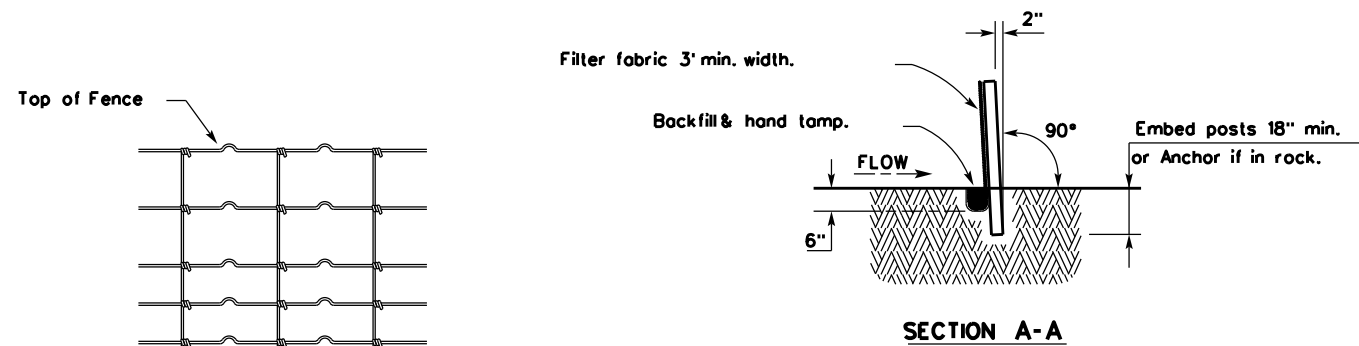 Top of Fence
2"
Filter fabric 3' min. width.
Backfill & hand tamp.
90°
Embed posts 18" min.
or Anchor if in rock.
FLOW
6"
SECTION A-A